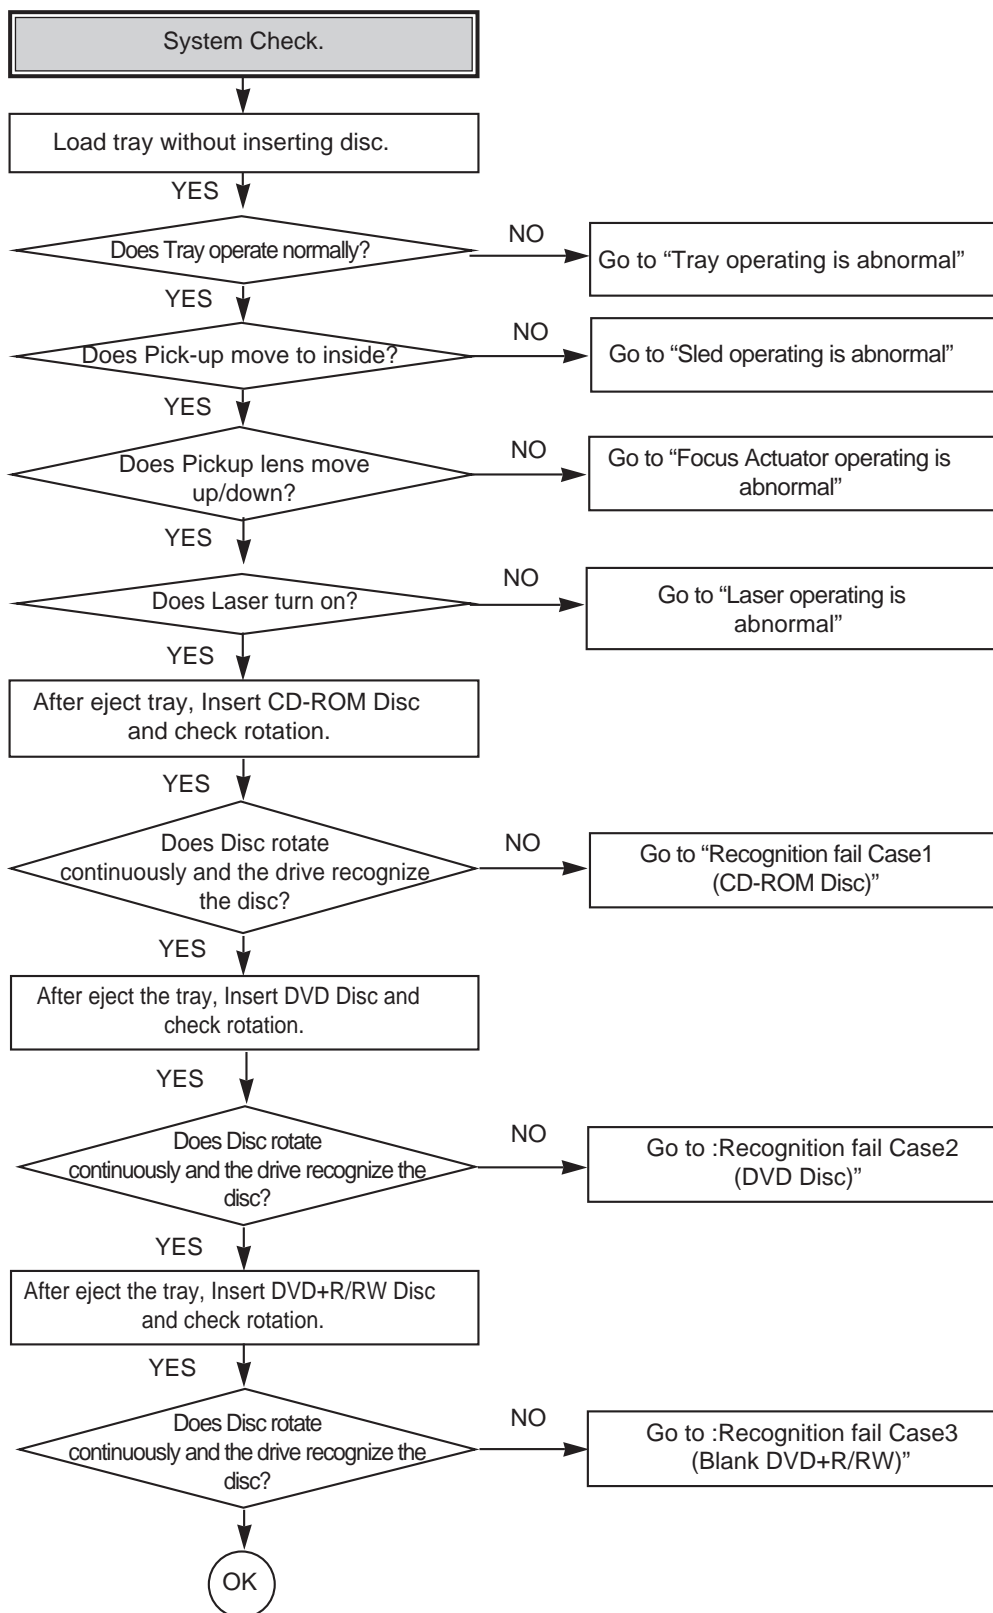 System Check.
Load tray without inserting disc.
YES
Does Tray operate normally?
NO
Go to “Tray operating is abnormal”
YES
Does Pick-up move to inside?
NO
Go to “Sled operating is abnormal”
YES
Does Pickup lens move
up/down?
NO
Go to “Focus Actuator operating is
abnormal”
YES
Does Laser turn on?
NO
Go to “Laser operating is
abnormal”
YES
After eject tray, Insert CD-ROM Disc
and check rotation.
YES
Does Disc rotate
continuously and the drive recognize
the disc?
NO
Go to “Recognition fail Case1
(CD-ROM Disc)”
YES
After eject the tray, Insert DVD Disc and
check rotation.
YES
Does Disc rotate
continuously and the drive recognize the
disc?
NO
Go to :Recognition fail Case2
(DVD Disc)”
YES
After eject the tray, Insert DVD+R/RW Disc
and check rotation.
YES
Does Disc rotate
continuously and the drive recognize the
disc?
NO
Go to :Recognition fail Case3
(Blank DVD+R/RW)”
OK